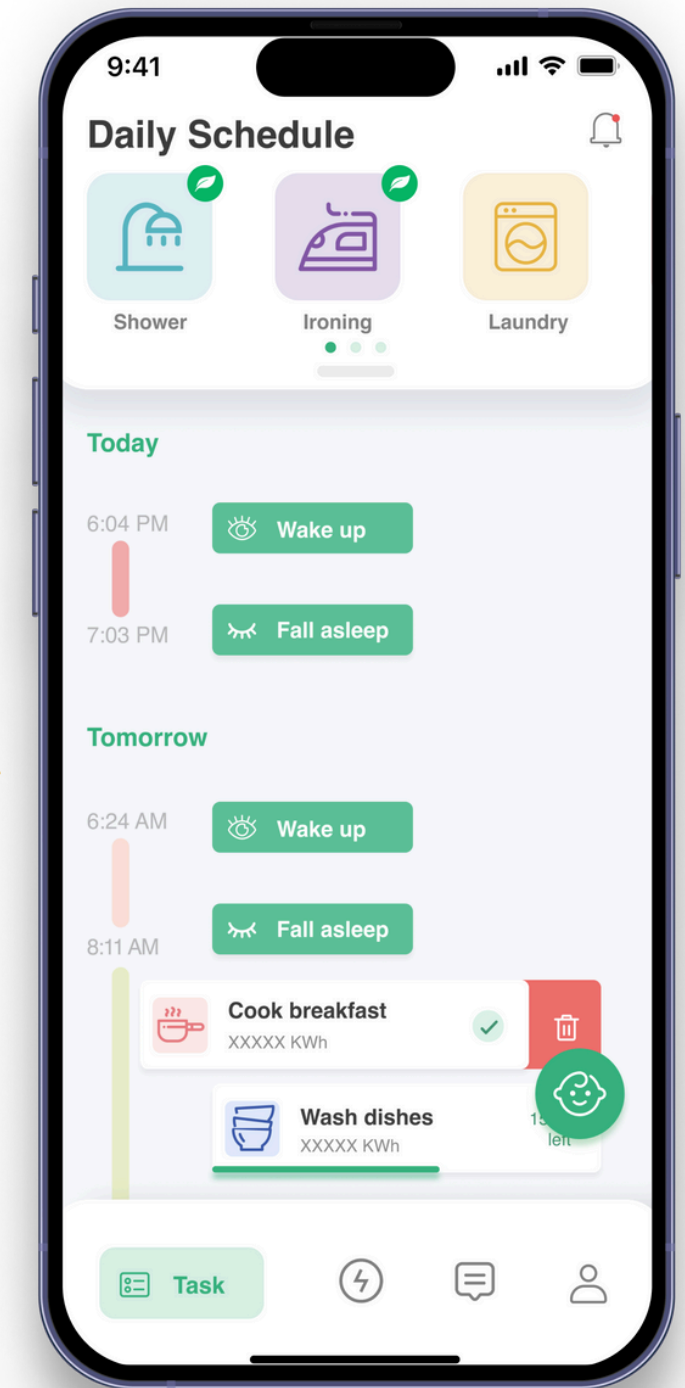 9:41
Daily Schedule
Shower
Ironing
Laundry
Today
6:04 PM
Wake up
7:03 PM
Fall asleep
Tomorrow
6:24 AM
Wake up
8:11 AM
Fall asleep
Cook breakfast
XXXXX KWh
Wash dishes
XXXXX KWh
left
Task